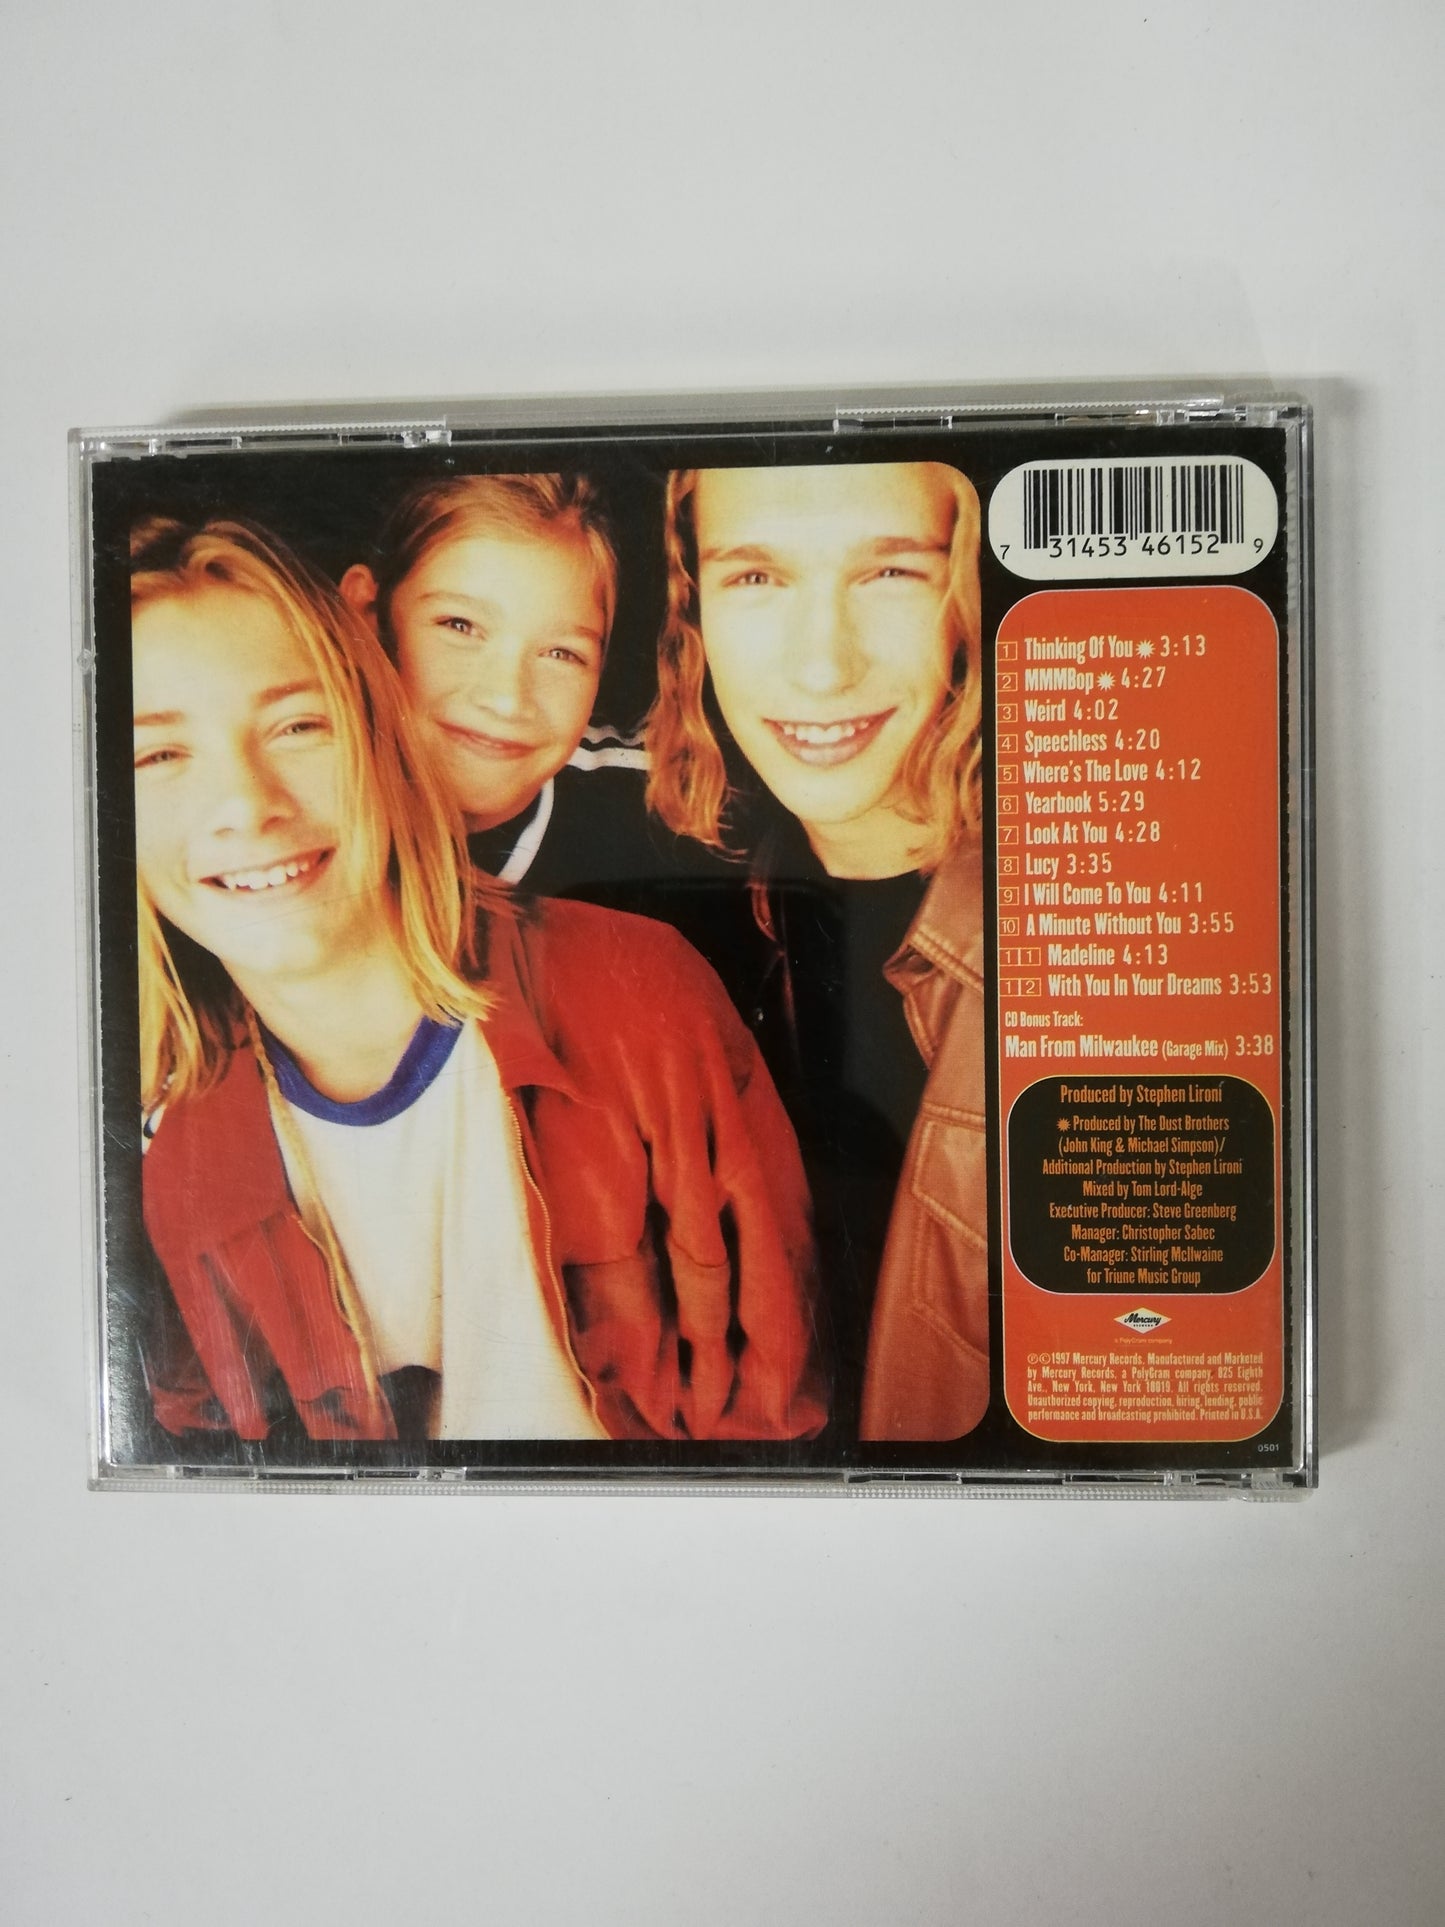 7 31453 46152 9
1 Thinking Of You 3:13
2 MMMBop 4:27
3 Weird 4:02
4 Speechless 4:20
5 Where's The Love 4:12
6 Yearbook 5:29
7 Look At You 4:28
8 Lucy 3:35
9 I Will Come To You 4:11
10 A Minute Without You 3:55
11 Madeline 4:13
12 With You In Your Dreams 3:53
CD Bonus Track:
Man From Milwaukee (Garage Mix) 3:38
Produced by Stephen Lironi
Produced by The Dust Brothers
(John King & Michael Simpson)/
Additional Production by Stephen Lironi
Mixed by Tom Lord-Alge
Executive Producer: Steve Greenberg
Manager: Christopher Sabec
Co-Manager: Stirling McIlwaine
for Triune Music Group
Mercury
RECORDS
a PolyGram company
℗©1997 Mercury Records. Manufactured and Marketed
by Mercury Records, a PolyGram company, 825 Eighth
Ave., New York, New York 10019. All rights reserved.
Unauthorized copying, reproduction, hiring, lending, public
performance and broadcasting prohibited. Printed in U.S.A.
0501